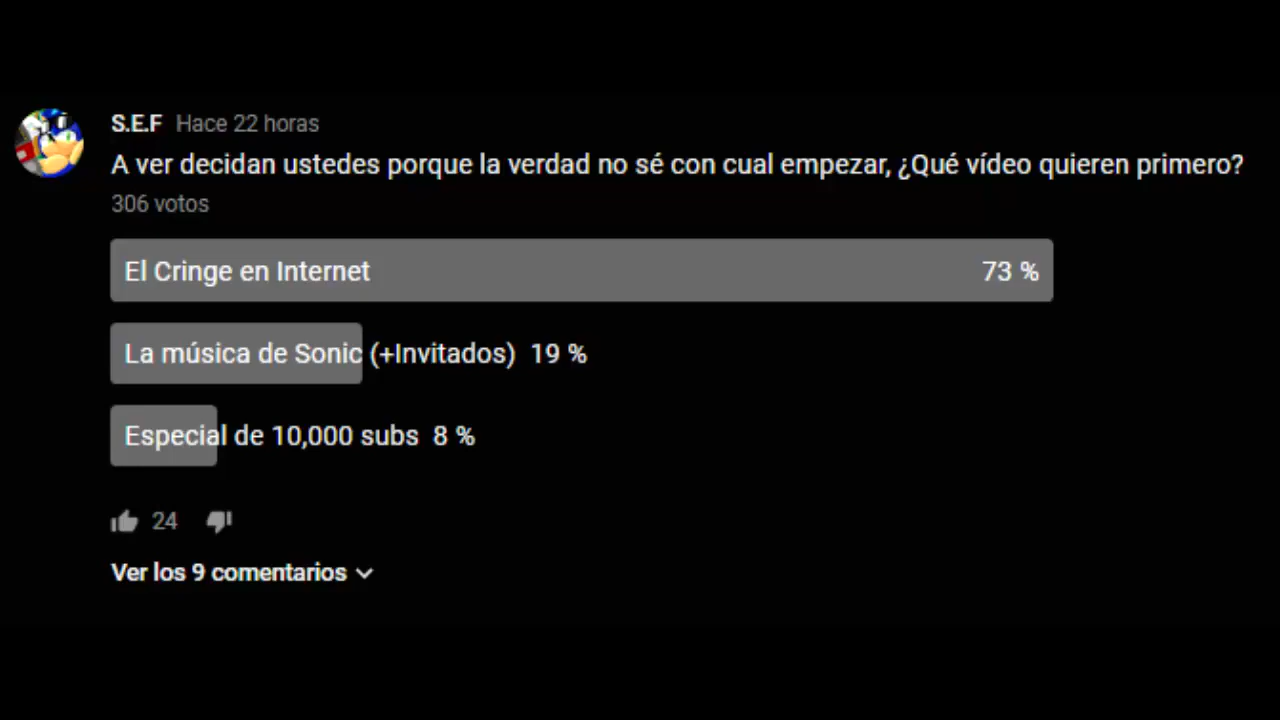 S.E.F Hace 22 horas
A ver decidan ustedes porque la verdad no sé con cual empezar, ¿Qué vídeo quieren primero?
306 votos
El Cringe en Internet 73 %
La música de Sonic (+Invitados) 19 %
Especial de 10,000 subs 8 %
24
Ver los 9 comentarios